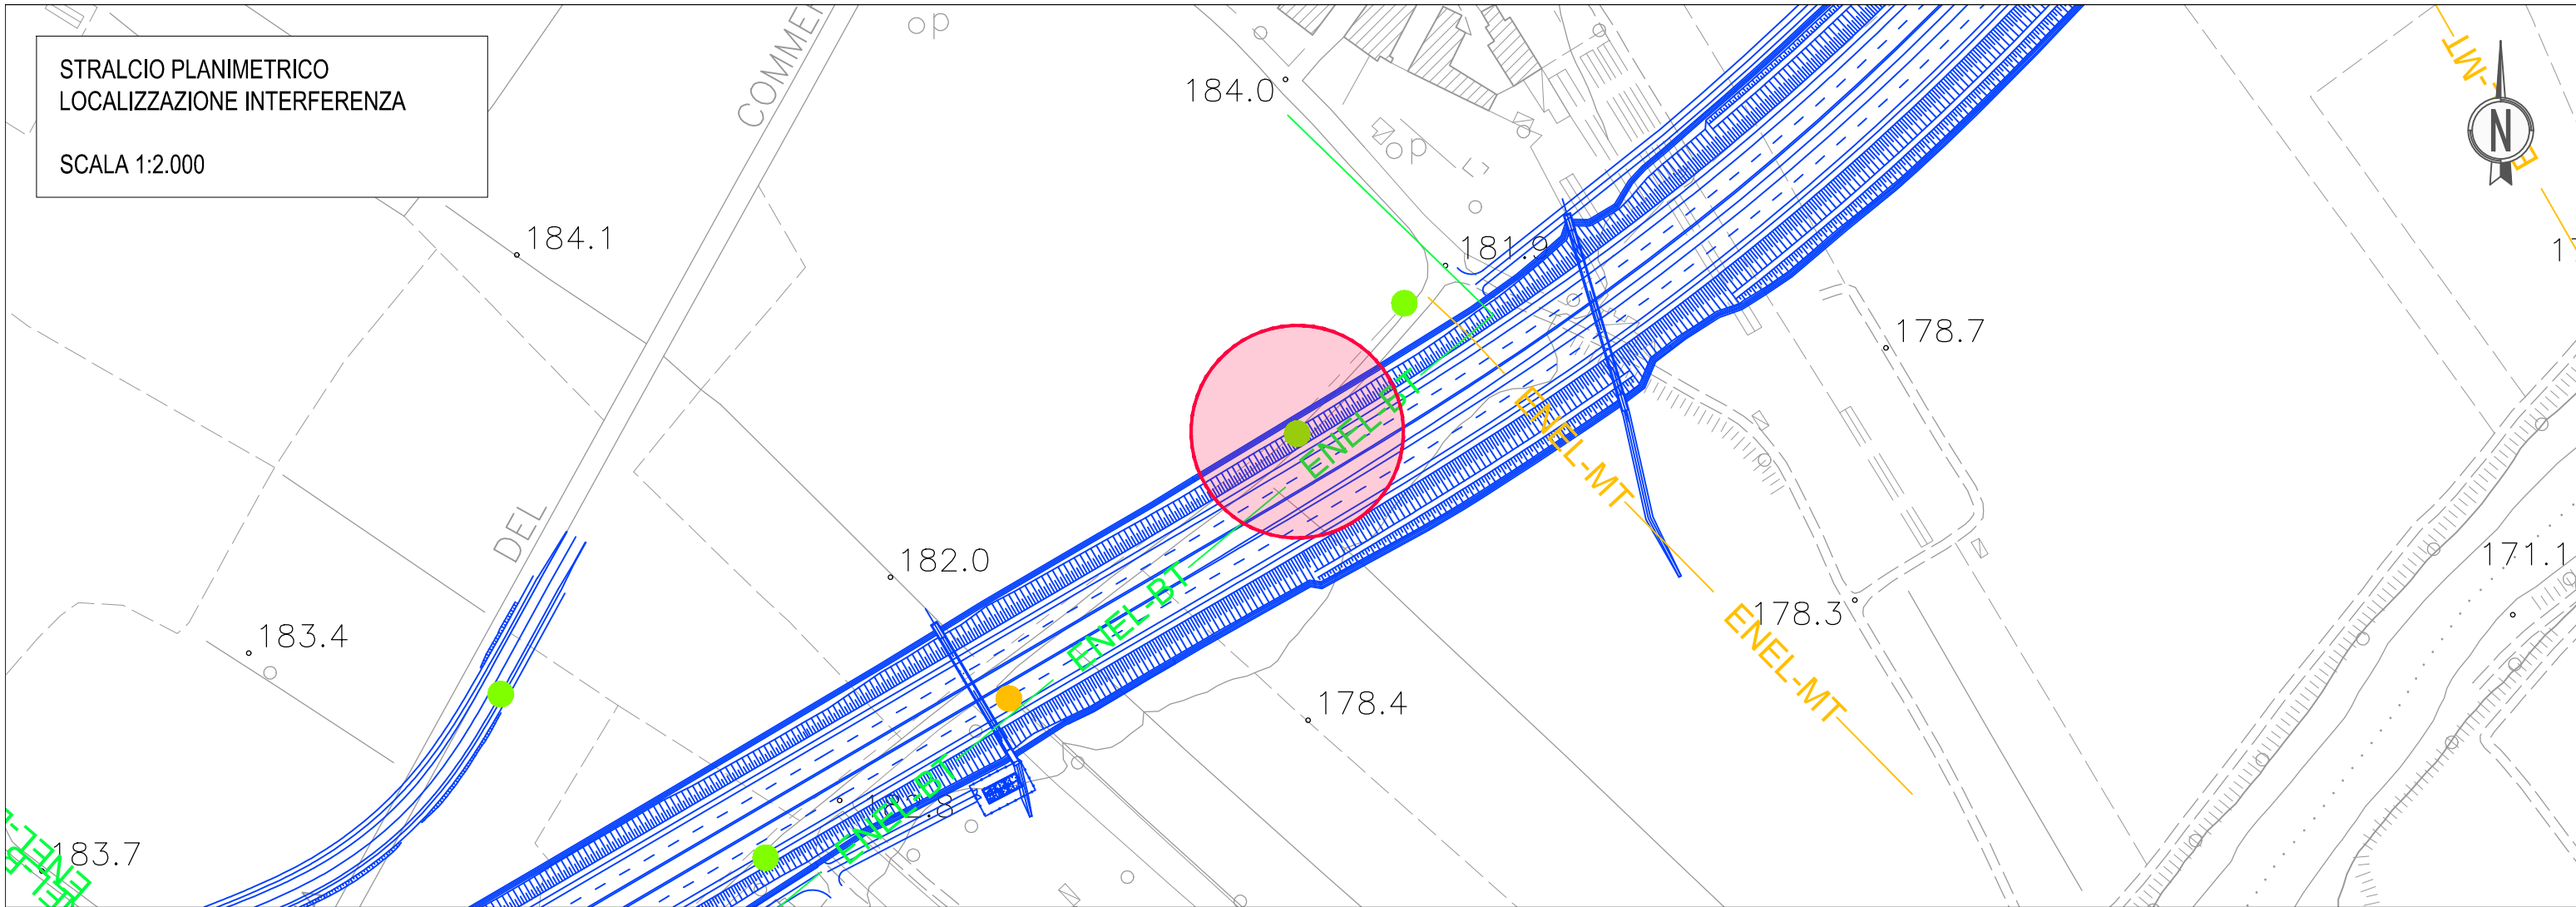 STRALCIO PLANIMETRICO
LOCALIZZAZIONE INTERFERENZA
SCALA 1:2.000
p
184.0
p
N
184.1
181.9
178.7
ENEL-BT
ENEL-MT
DEL
182.0
171.1
ENEL-BT
178.3
183.4
ENEL-MT
178.4
ENEL-BT
183.7